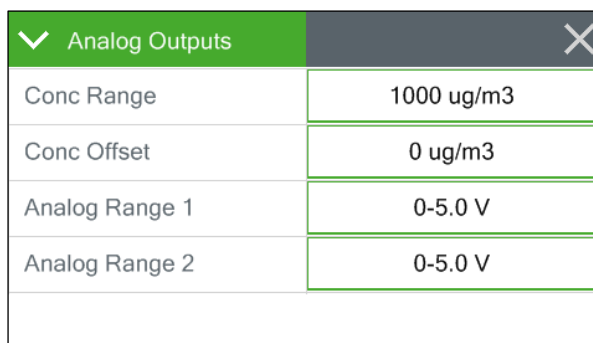 Analog Outputs
Conc Range 1000 ug/m3
Conc Offset 0 ug/m3
Analog Range 1 0-5.0 V
Analog Range 2 0-5.0 V